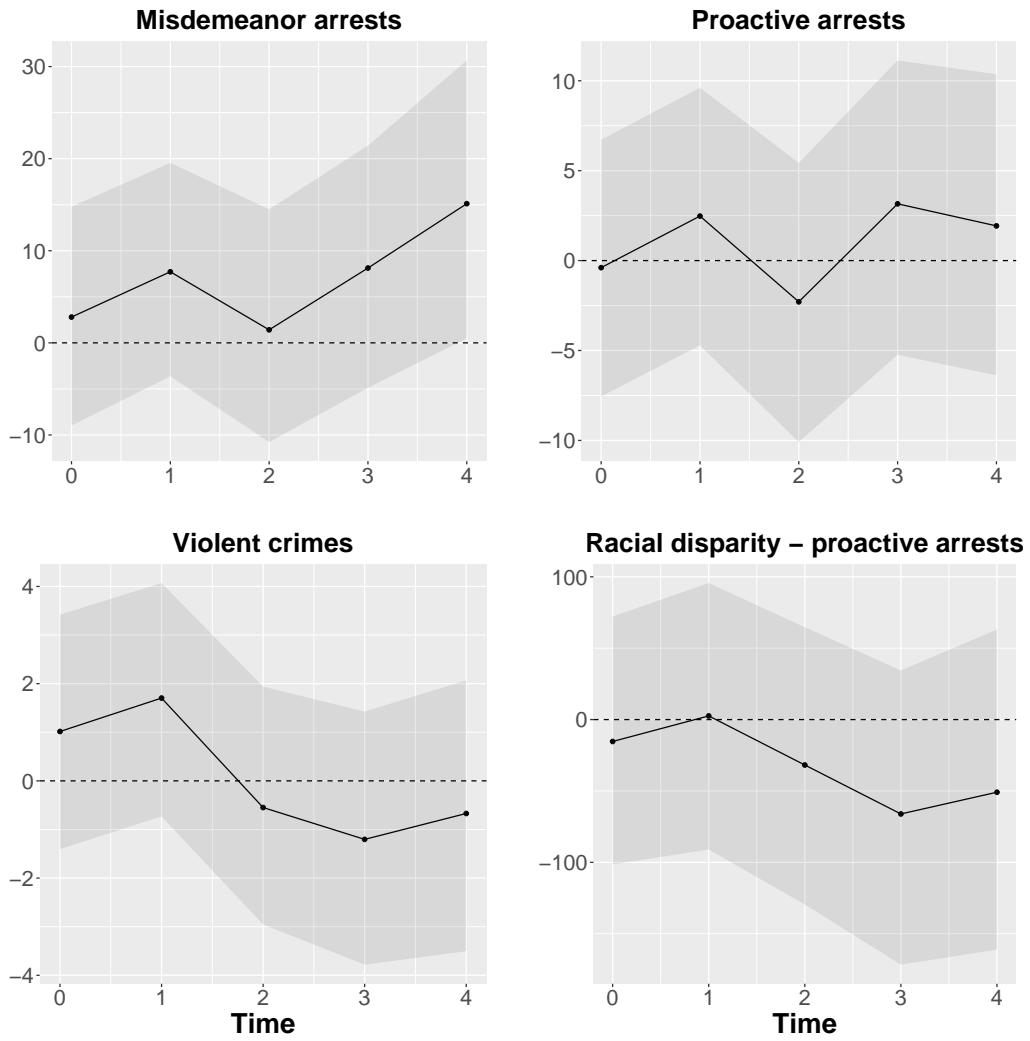 Misdemeanor arrests
30
20
10
0
−10
0 1 2 3 4
Proactive arrests
10
5
0
−5
−10
0 1 2 3 4
Violent crimes
4
2
0
−2
−4
0 1 2 3 4
Time
Racial disparity − proactive arrests
100
0
−100
0 1 2 3 4
Time